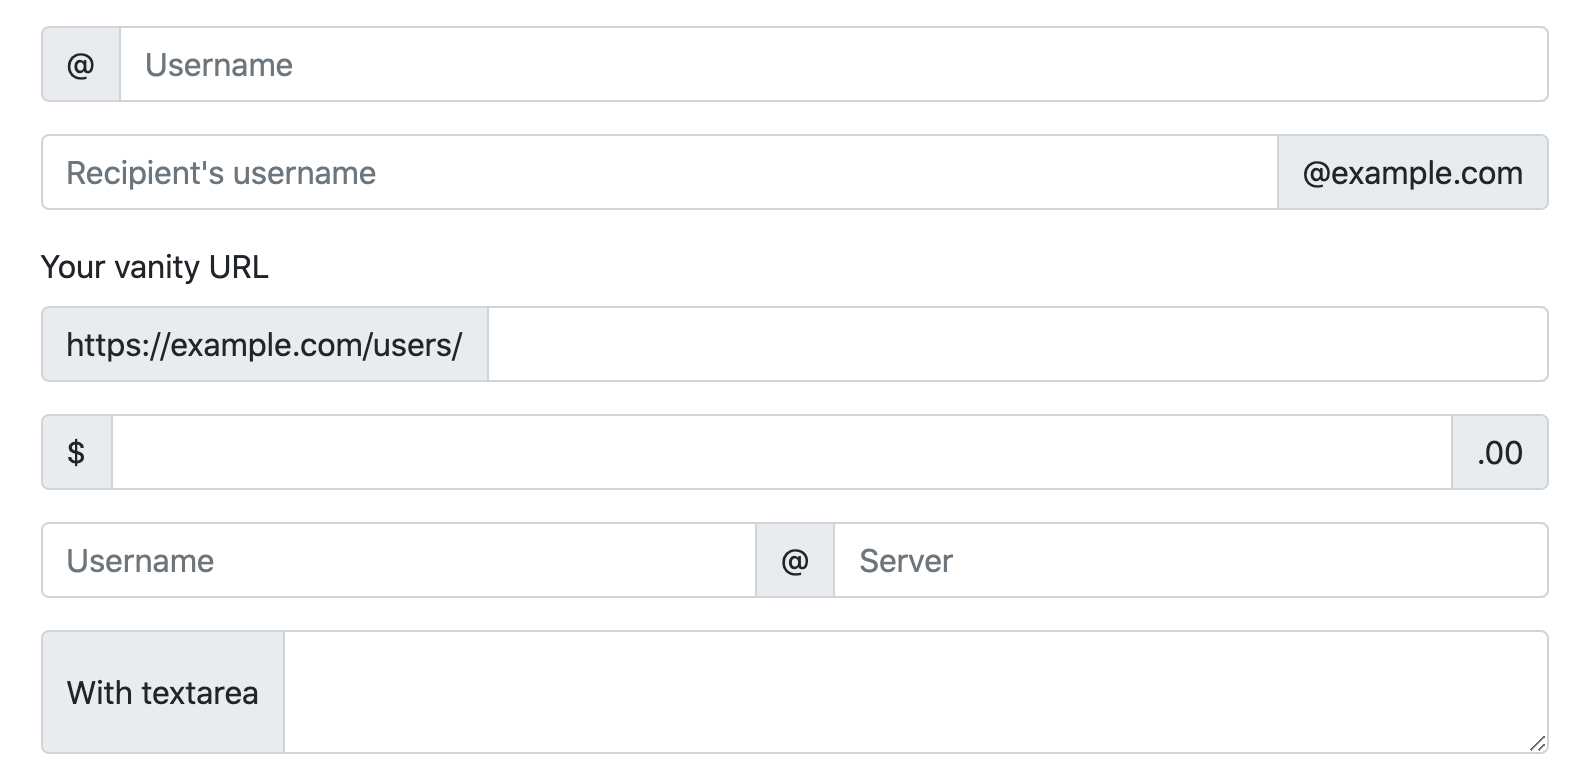 @ Username
Recipient's username @example.com
Your vanity URL
https://example.com/users/
$ .00
Username @ Server
With textarea